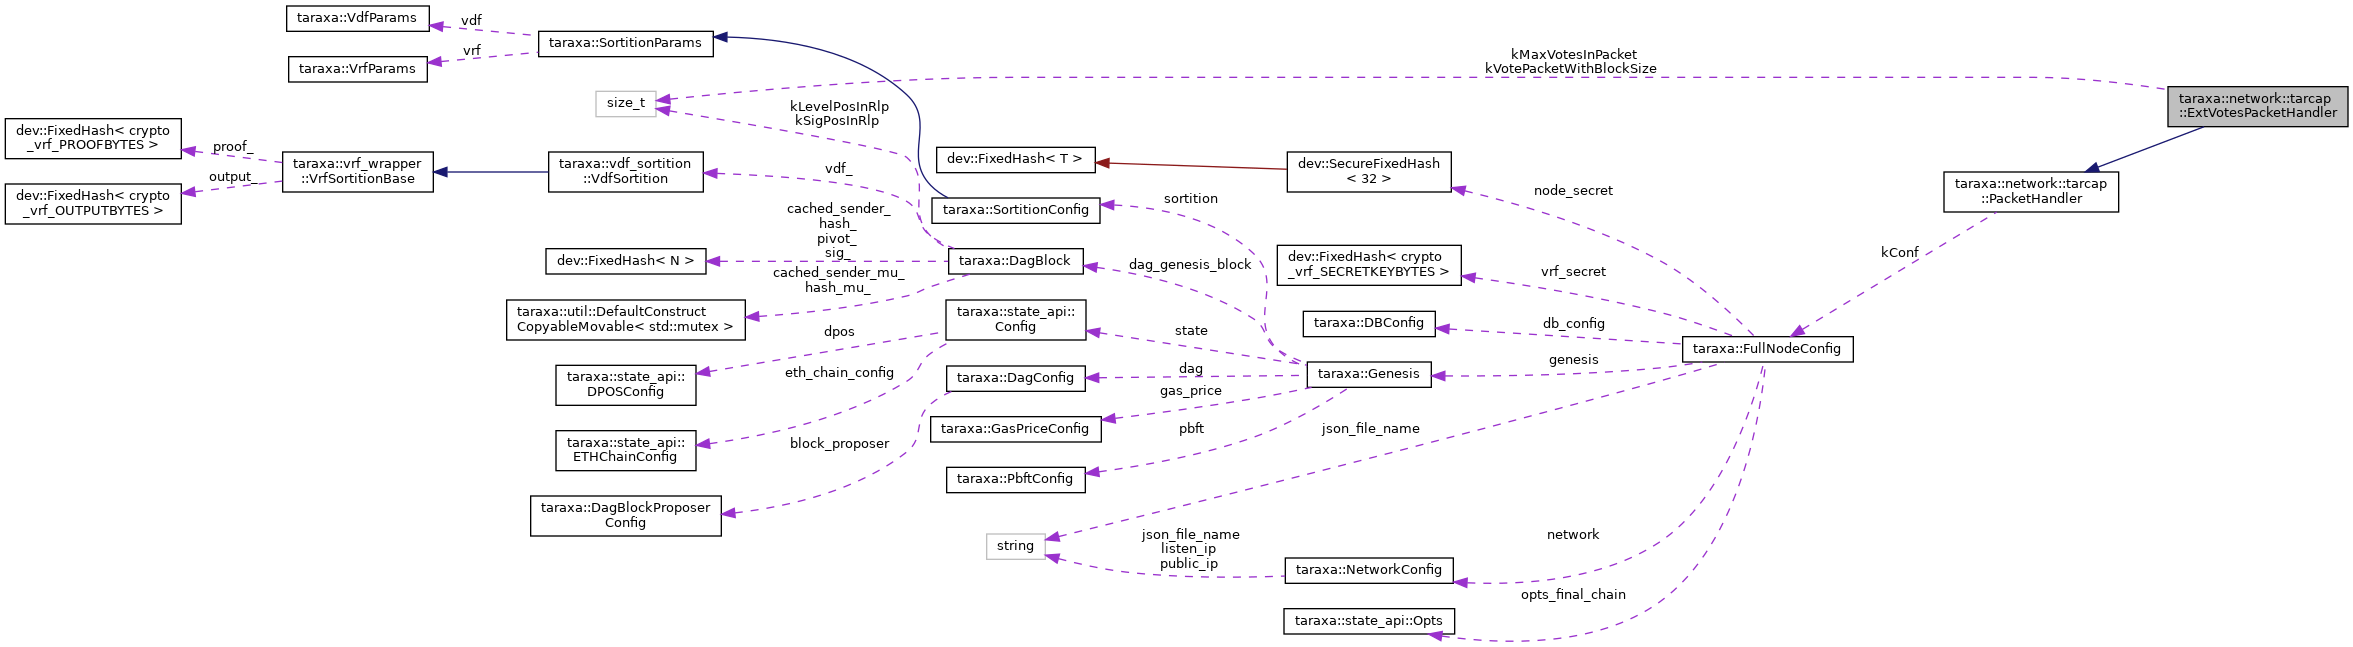 taraxa::VdfParams
taraxa::VrfParams
vdf
vrf
taraxa::SortitionParams
size_t
kMaxVotesInPacket
kVotePacketWithBlockSize
taraxa::network::tarcap
::ExtVotesPacketHandler
dev::FixedHash< crypto
_vrf_PROOFBYTES >
dev::FixedHash< crypto
_vrf_OUTPUTBYTES >
proof_
output_
taraxa::vrf_wrapper
::VrfSortitionBase
taraxa::vdf_sortition
::VdfSortition
kLevelPosInRlp
kSigPosInRlp
vdf_
cached_sender_
hash_
pivot_
sig_
cached_sender_mu_
hash_mu_
dev::FixedHash< N >
taraxa::util::DefaultConstruct
CopyableMovable< std::mutex >
dev::FixedHash< T >
taraxa::SortitionConfig
taraxa::DagBlock
dev::SecureFixedHash
< 32 >
sortition
dag_genesis_block
dev::FixedHash< crypto
_vrf_SECRETKEYBYTES >
node_secret
vrf_secret
taraxa::network::tarcap
::PacketHandler
kConf
taraxa::state_api::
Config
dpos
eth_chain_config
taraxa::state_api::
DPOSConfig
taraxa::state_api::
ETHChainConfig
state
taraxa::DBConfig
db_config
taraxa::FullNodeConfig
genesis
taraxa::Genesis
dag
taraxa::DagConfig
gas_price
taraxa::GasPriceConfig
pbft
taraxa::PbftConfig
block_proposer
taraxa::DagBlockProposer
Config
json_file_name
string
json_file_name
listen_ip
public_ip
taraxa::NetworkConfig
network
opts_final_chain
taraxa::state_api::Opts